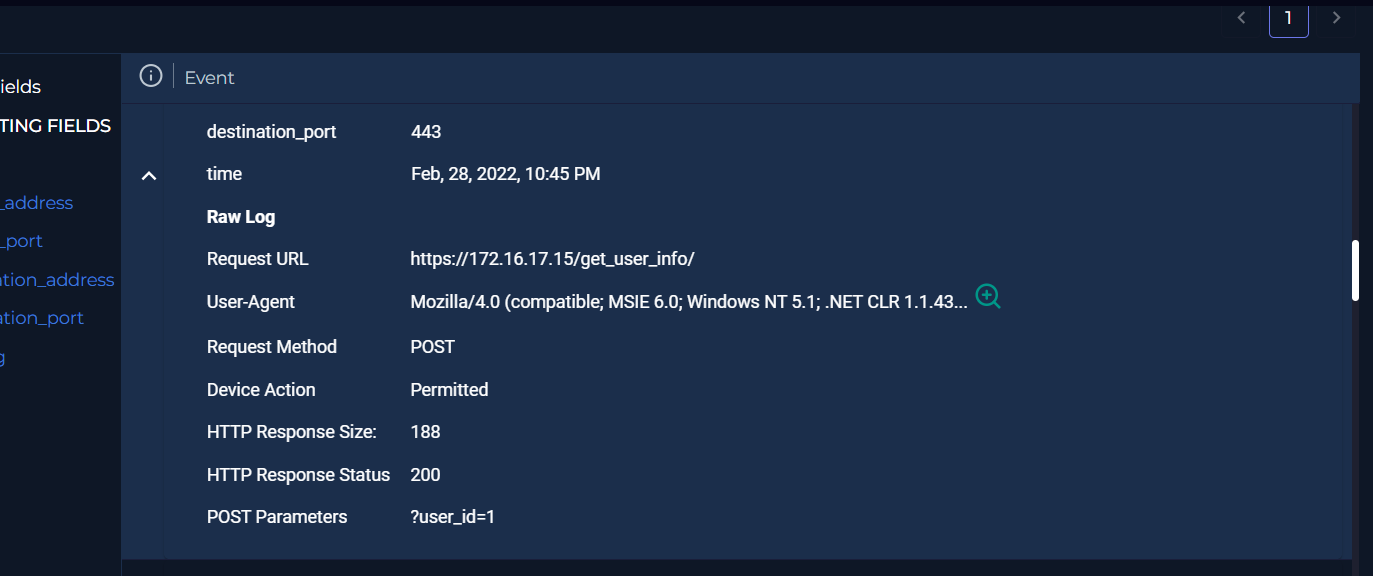 1
ields
TING FIELDS
_address
_port
ation_address
ation_port
g
Event
destination_port 443
time Feb, 28, 2022, 10:45 PM
Raw Log
Request URL https://172.16.17.15/get_user_info/
User-Agent Mozilla/4.0 (compatible; MSIE 6.0; Windows NT 5.1; .NET CLR 1.1.43...
Request Method POST
Device Action Permitted
HTTP Response Size: 188
HTTP Response Status 200
POST Parameters ?user_id=1